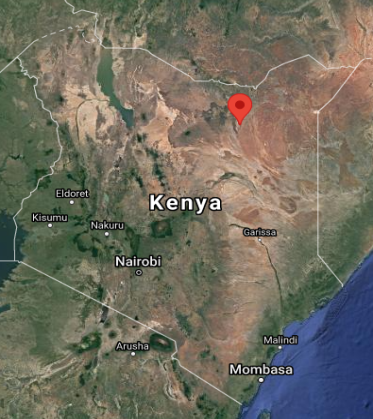 Eldoret
Kenya
Kisumu
Nakuru
Garissa
Nairobi
Malindi
Arusha
Mombasa